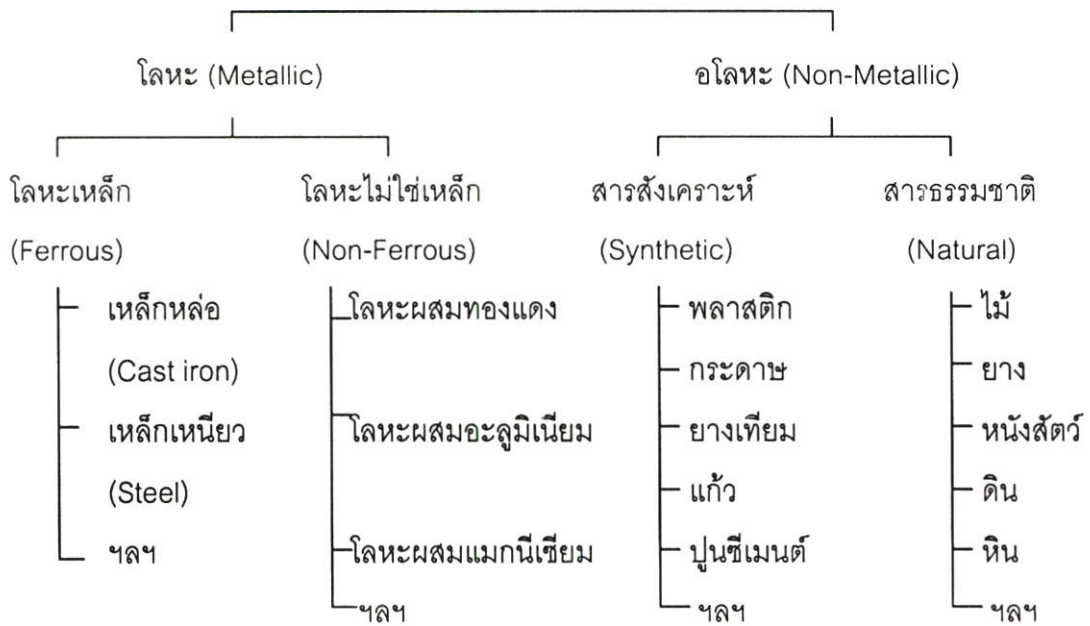 โลหะ (Metallic)
อโลหะ (Non-Metallic)
โลหะเหล็ก
(Ferrous)
เหล็กหล่อ
(Cast iron)
เหล็กเหนียว
(Steel)
ฯลฯ
โลหะไม่ใช่เหล็ก
(Non-Ferrous)
โลหะผสมทองแดง
โลหะผสมอะลูมิเนียม
โลหะผสมแมกนีเซียม
ฯลฯ
สารสังเคราะห์
(Synthetic)
พลาสติก
กระดาษ
ยางเทียม
แก้ว
ปูนซีเมนต์
ฯลฯ
สารธรรมชาติ
(Natural)
ไม้
ยาง
หนังสัตว์
ดิน
หิน
ฯลฯ